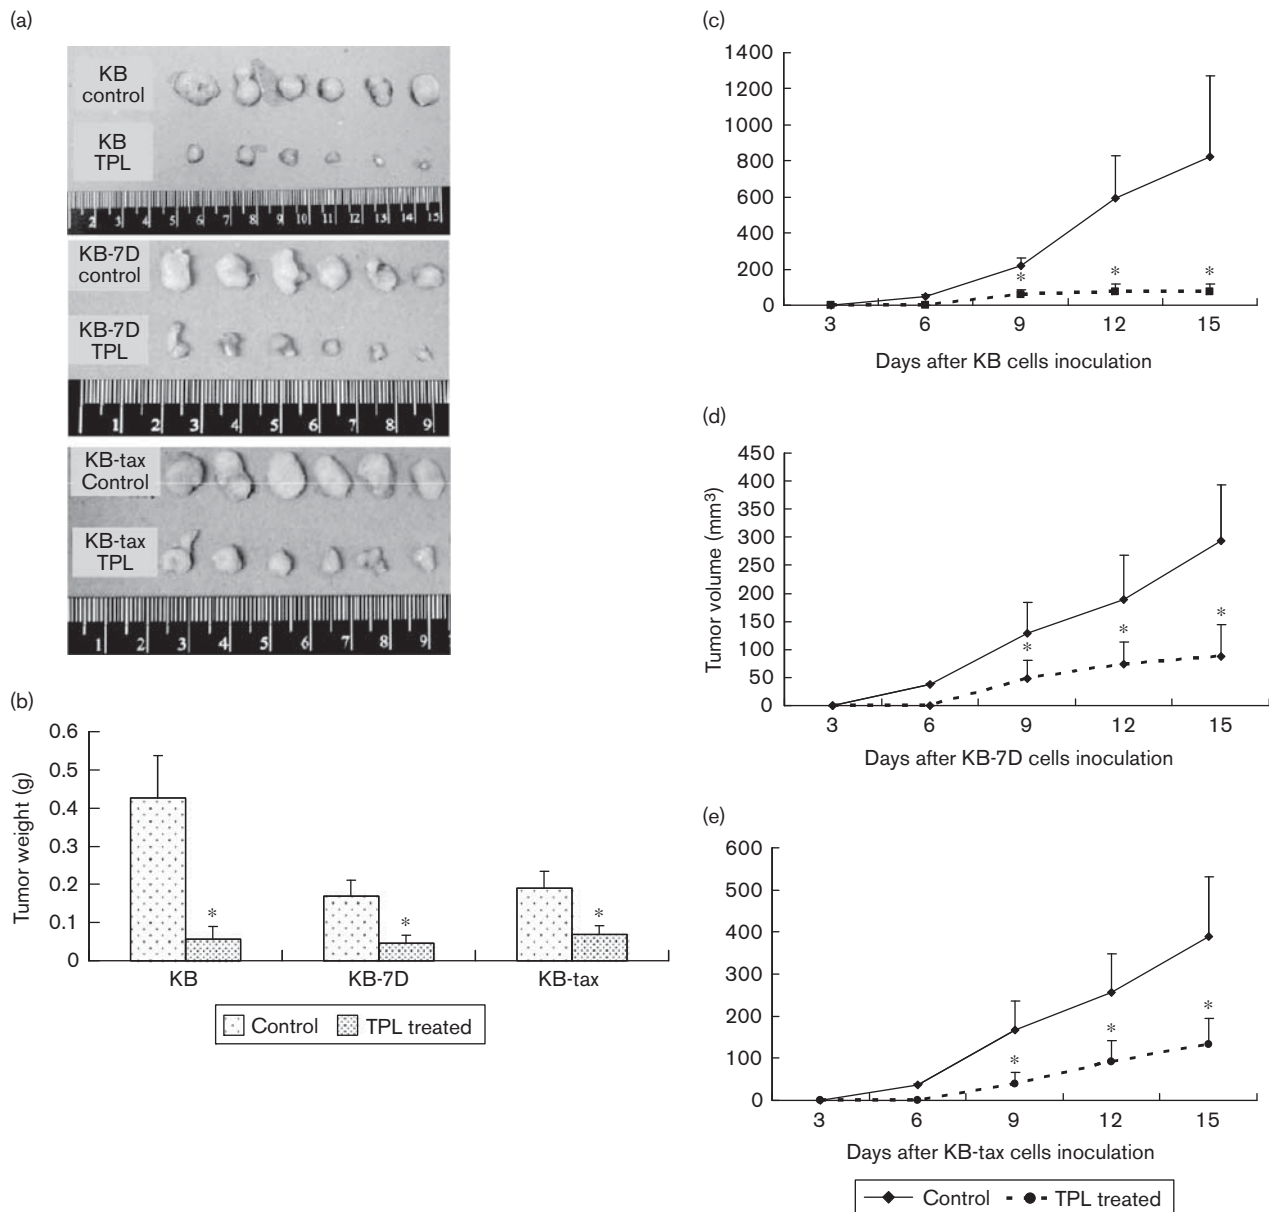 (a)
KB
control
KB
TPL
2 3 4 5 6 7 8 9 10 11 12 13 14 15
KB-7D
control
KB-7D
TPL
1 2 3 4 5 6 7 8 9
KB-tax
Control
KB-tax
TPL
1 2 3 4 5 6 7 8 9
(b)
Tumor weight (g)
0.6
0.5
0.4
0.3
0.2
0.1
0
*
*
*
KB KB-7D KB-tax
Control TPL treated
(c)
1400
1200
1000
800
600
400
200
0
* * *
3 6 9 12 15
Days after KB cells inoculation
(d)
Tumor volume (mm³)
450
400
350
300
250
200
150
100
50
0
* * *
3 6 9 12 15
Days after KB-7D cells inoculation
(e)
600
500
400
300
200
100
0
* * *
3 6 9 12 15
Days after KB-tax cells inoculation
Control TPL treated